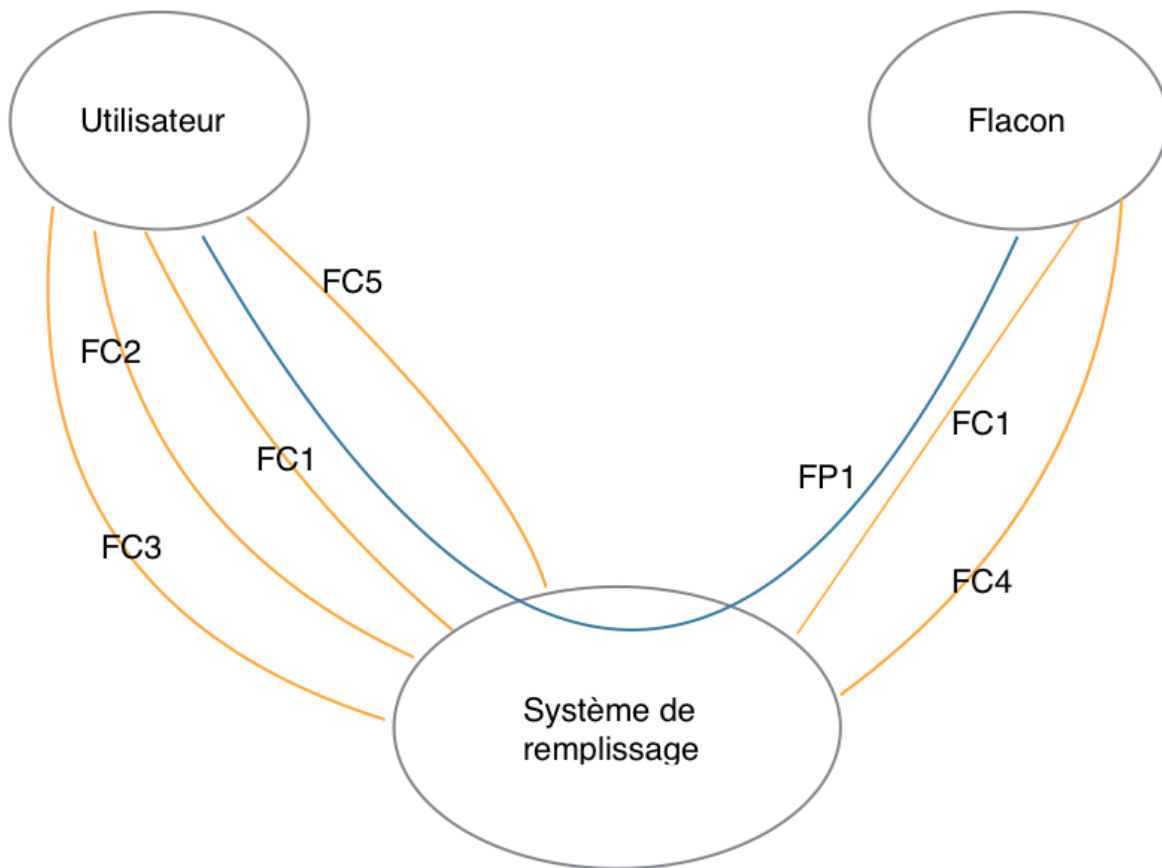 Utilisateur
Flacon
FC5
FC2
FC1
FC1
FP1
FC3
FC4
Système de
remplissage